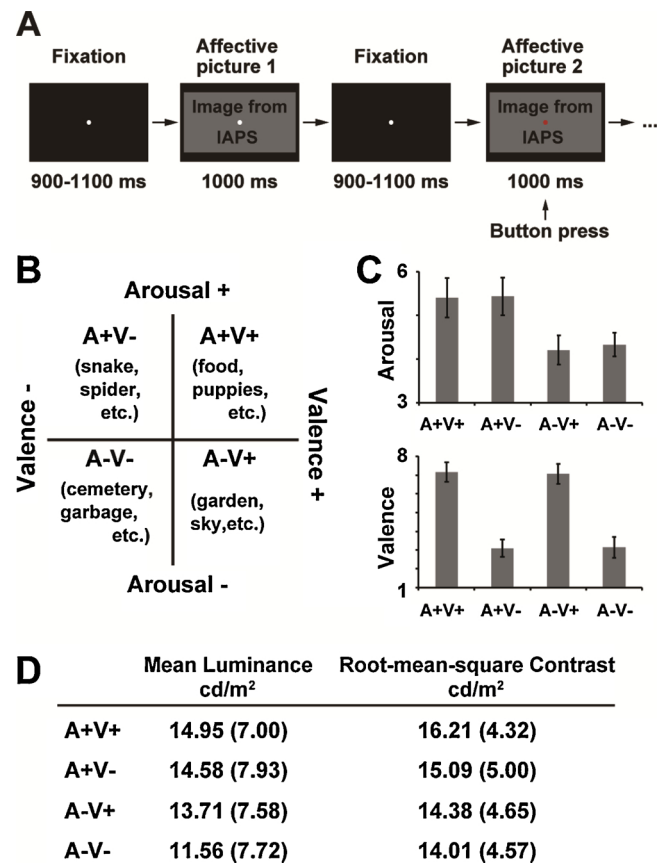 A
Fixation
Affective
picture 1
Fixation
Affective
picture 2
Image from
IAPS
Image from
IAPS
...
900-1100 ms
1000 ms
900-1100 ms
1000 ms
Button press
B
Arousal +
Valence -
A+V-
(snake,
spider,
etc.)
A+V+
(food,
puppies,
etc.)
A-V-
(cemetery,
garbage,
etc.)
A-V+
(garden,
sky,etc.)
Valence +
Arousal -
C
Arousal
6
3
A+V+ A+V- A-V+ A-V-
Valence
8
1
A+V+ A+V- A-V+ A-V-
D
Mean Luminance Root-mean-square Contrast
cd/m² cd/m²
A+V+ 14.95 (7.00) 16.21 (4.32)
A+V- 14.58 (7.93) 15.09 (5.00)
A-V+ 13.71 (7.58) 14.38 (4.65)
A-V- 11.56 (7.72) 14.01 (4.57)